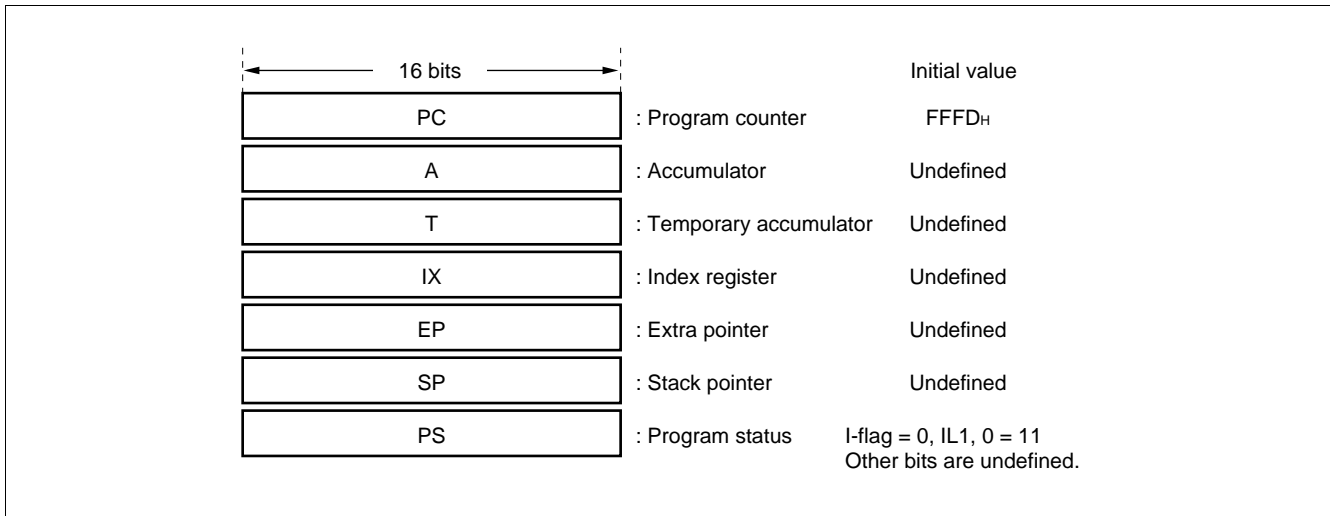 16 bits Initial value
PC : Program counter FFFDH
A : Accumulator Undefined
T : Temporary accumulator Undefined
IX : Index register Undefined
EP : Extra pointer Undefined
SP : Stack pointer Undefined
PS : Program status I-flag = 0, IL1, 0 = 11
Other bits are undefined.